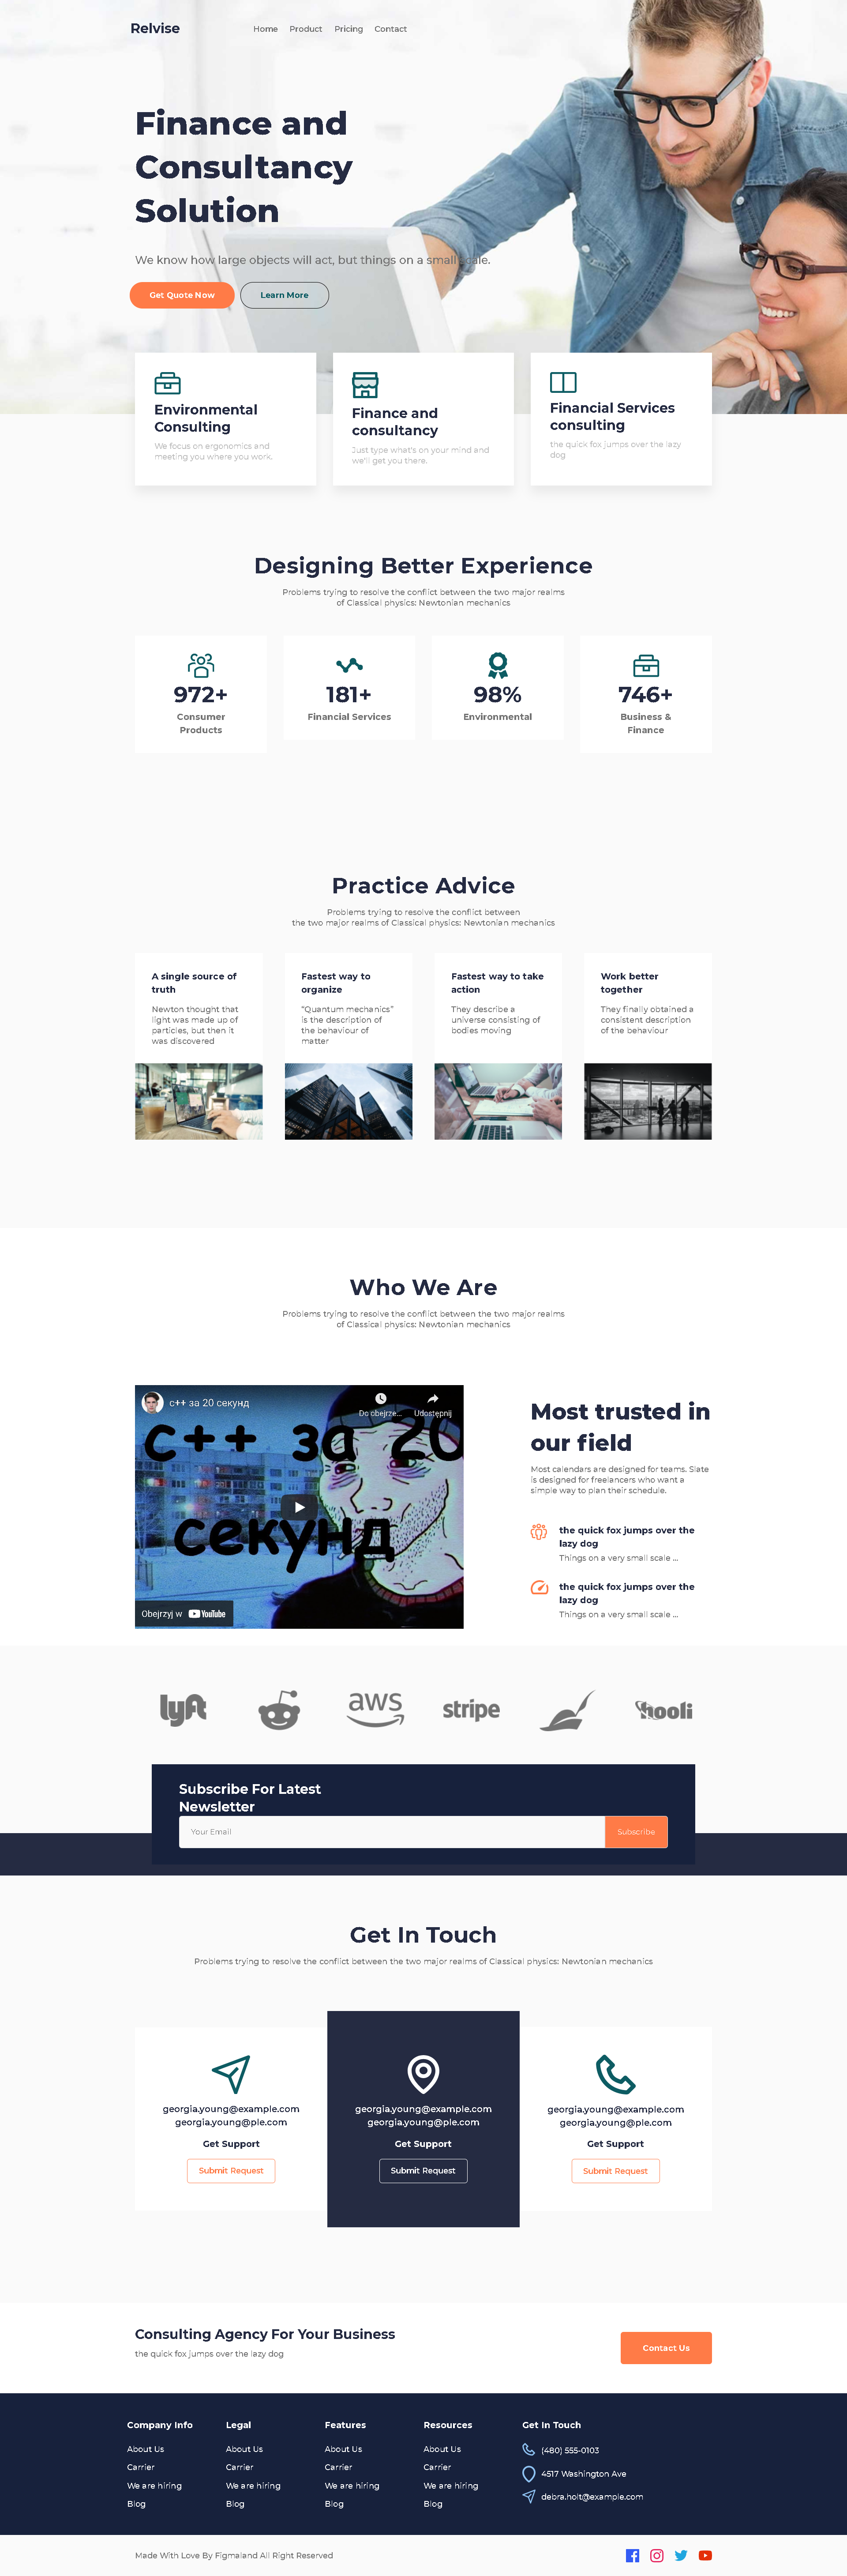 Relvise
Home Product Pricing Contact
Finance and
Consultancy
Solution
We know how large objects will act, but things on a small scale.
Get Quote Now
Learn More
Environmental
Consulting
We focus on ergonomics and
meeting you where you work.
Finance and
consultancy
Just type what's on your mind and
we'll get you there.
Financial Services
consulting
the quick fox jumps over the lazy
dog
Designing Better Experience
Problems trying to resolve the conflict between the two major realms
of Classical physics: Newtonian mechanics
972+
Consumer
Products
181+
Financial Services
98%
Environmental
746+
Business &
Finance
Practice Advice
Problems trying to resolve the conflict between
the two major realms of Classical physics: Newtonian mechanics
A single source of
truth
Newton thought that
light was made up of
particles, but then it
was discovered
Fastest way to
organize
“Quantum mechanics”
is the description of
the behaviour of
matter
Fastest way to take
action
They describe a
universe consisting of
bodies moving
Work better
together
They finally obtained a
consistent description
of the behaviour
Who We Are
Problems trying to resolve the conflict between the two major realms
of Classical physics: Newtonian mechanics
с++ за 20 секунд
Do obejrze...
Udostępnij
с++ за 20
секунд
Obejrzyj w YouTube
Most trusted in
our field
Most calendars are designed for teams. Slate
is designed for freelancers who want a
simple way to plan their schedule.
the quick fox jumps over the
lazy dog
Things on a very small scale ...
the quick fox jumps over the
lazy dog
Things on a very small scale ...
lyft
aws
stripe
hooli
Subscribe For Latest
Newsletter
Your Email
Subscribe
Get In Touch
Problems trying to resolve the conflict between the two major realms of Classical physics: Newtonian mechanics
georgia.young@example.com
georgia.young@ple.com
Get Support
Submit Request
georgia.young@example.com
georgia.young@ple.com
Get Support
Submit Request
georgia.young@example.com
georgia.young@ple.com
Get Support
Submit Request
Consulting Agency For Your Business
the quick fox jumps over the lazy dog
Contact Us
Company Info
About Us
Carrier
We are hiring
Blog
Legal
About Us
Carrier
We are hiring
Blog
Features
About Us
Carrier
We are hiring
Blog
Resources
About Us
Carrier
We are hiring
Blog
Get In Touch
(480) 555-0103
4517 Washington Ave
debra.holt@example.com
Made With Love By Figmaland All Right Reserved